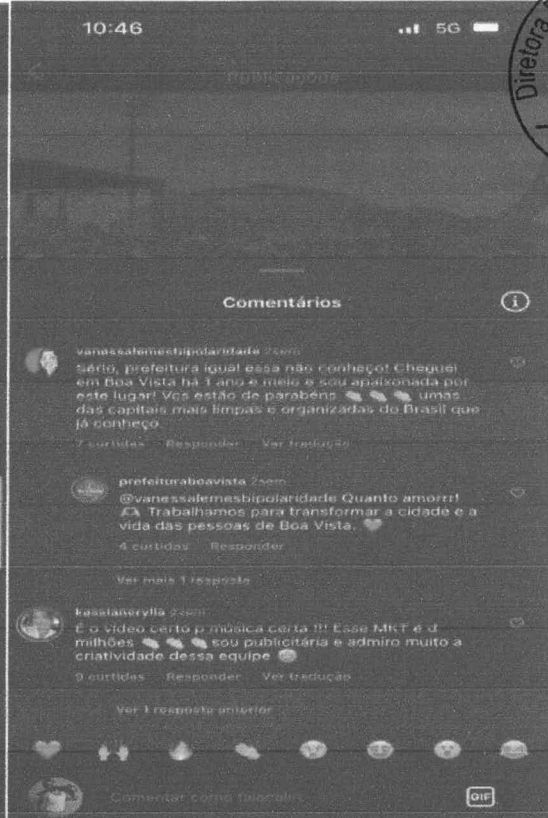 10:46
5G
Diretora
Publicações
Comentários
vanessalemesbipolaridade 2sem
Sério, prefeitura igual essa não conheço! Cheguei
em Boa Vista há 1 ano e meio e sou apaixonada por
este lugar! Vcs estão de parabéns 👏👏👏 umas
das capitais mais limpas e organizadas do Brasil que
já conheço
7 curtidas Responder Ver tradução
prefeituraboavista 2sem
@vanessalemesbipolaridade Quanto amorrr!
🫶 Trabalhamos para transformar a cidade e a
vida das pessoas de Boa Vista.
4 curtidas Responder
Ver mais 1 resposta
kassianerylla 2sem
É o vídeo certo p música certa !!! Esse MKT é d
milhões 👏👏👏 sou publicitária e admiro muito a
criatividade dessa equipe
9 curtidas Responder Ver tradução
Ver 1 resposta anterior
Comentar como
GIF